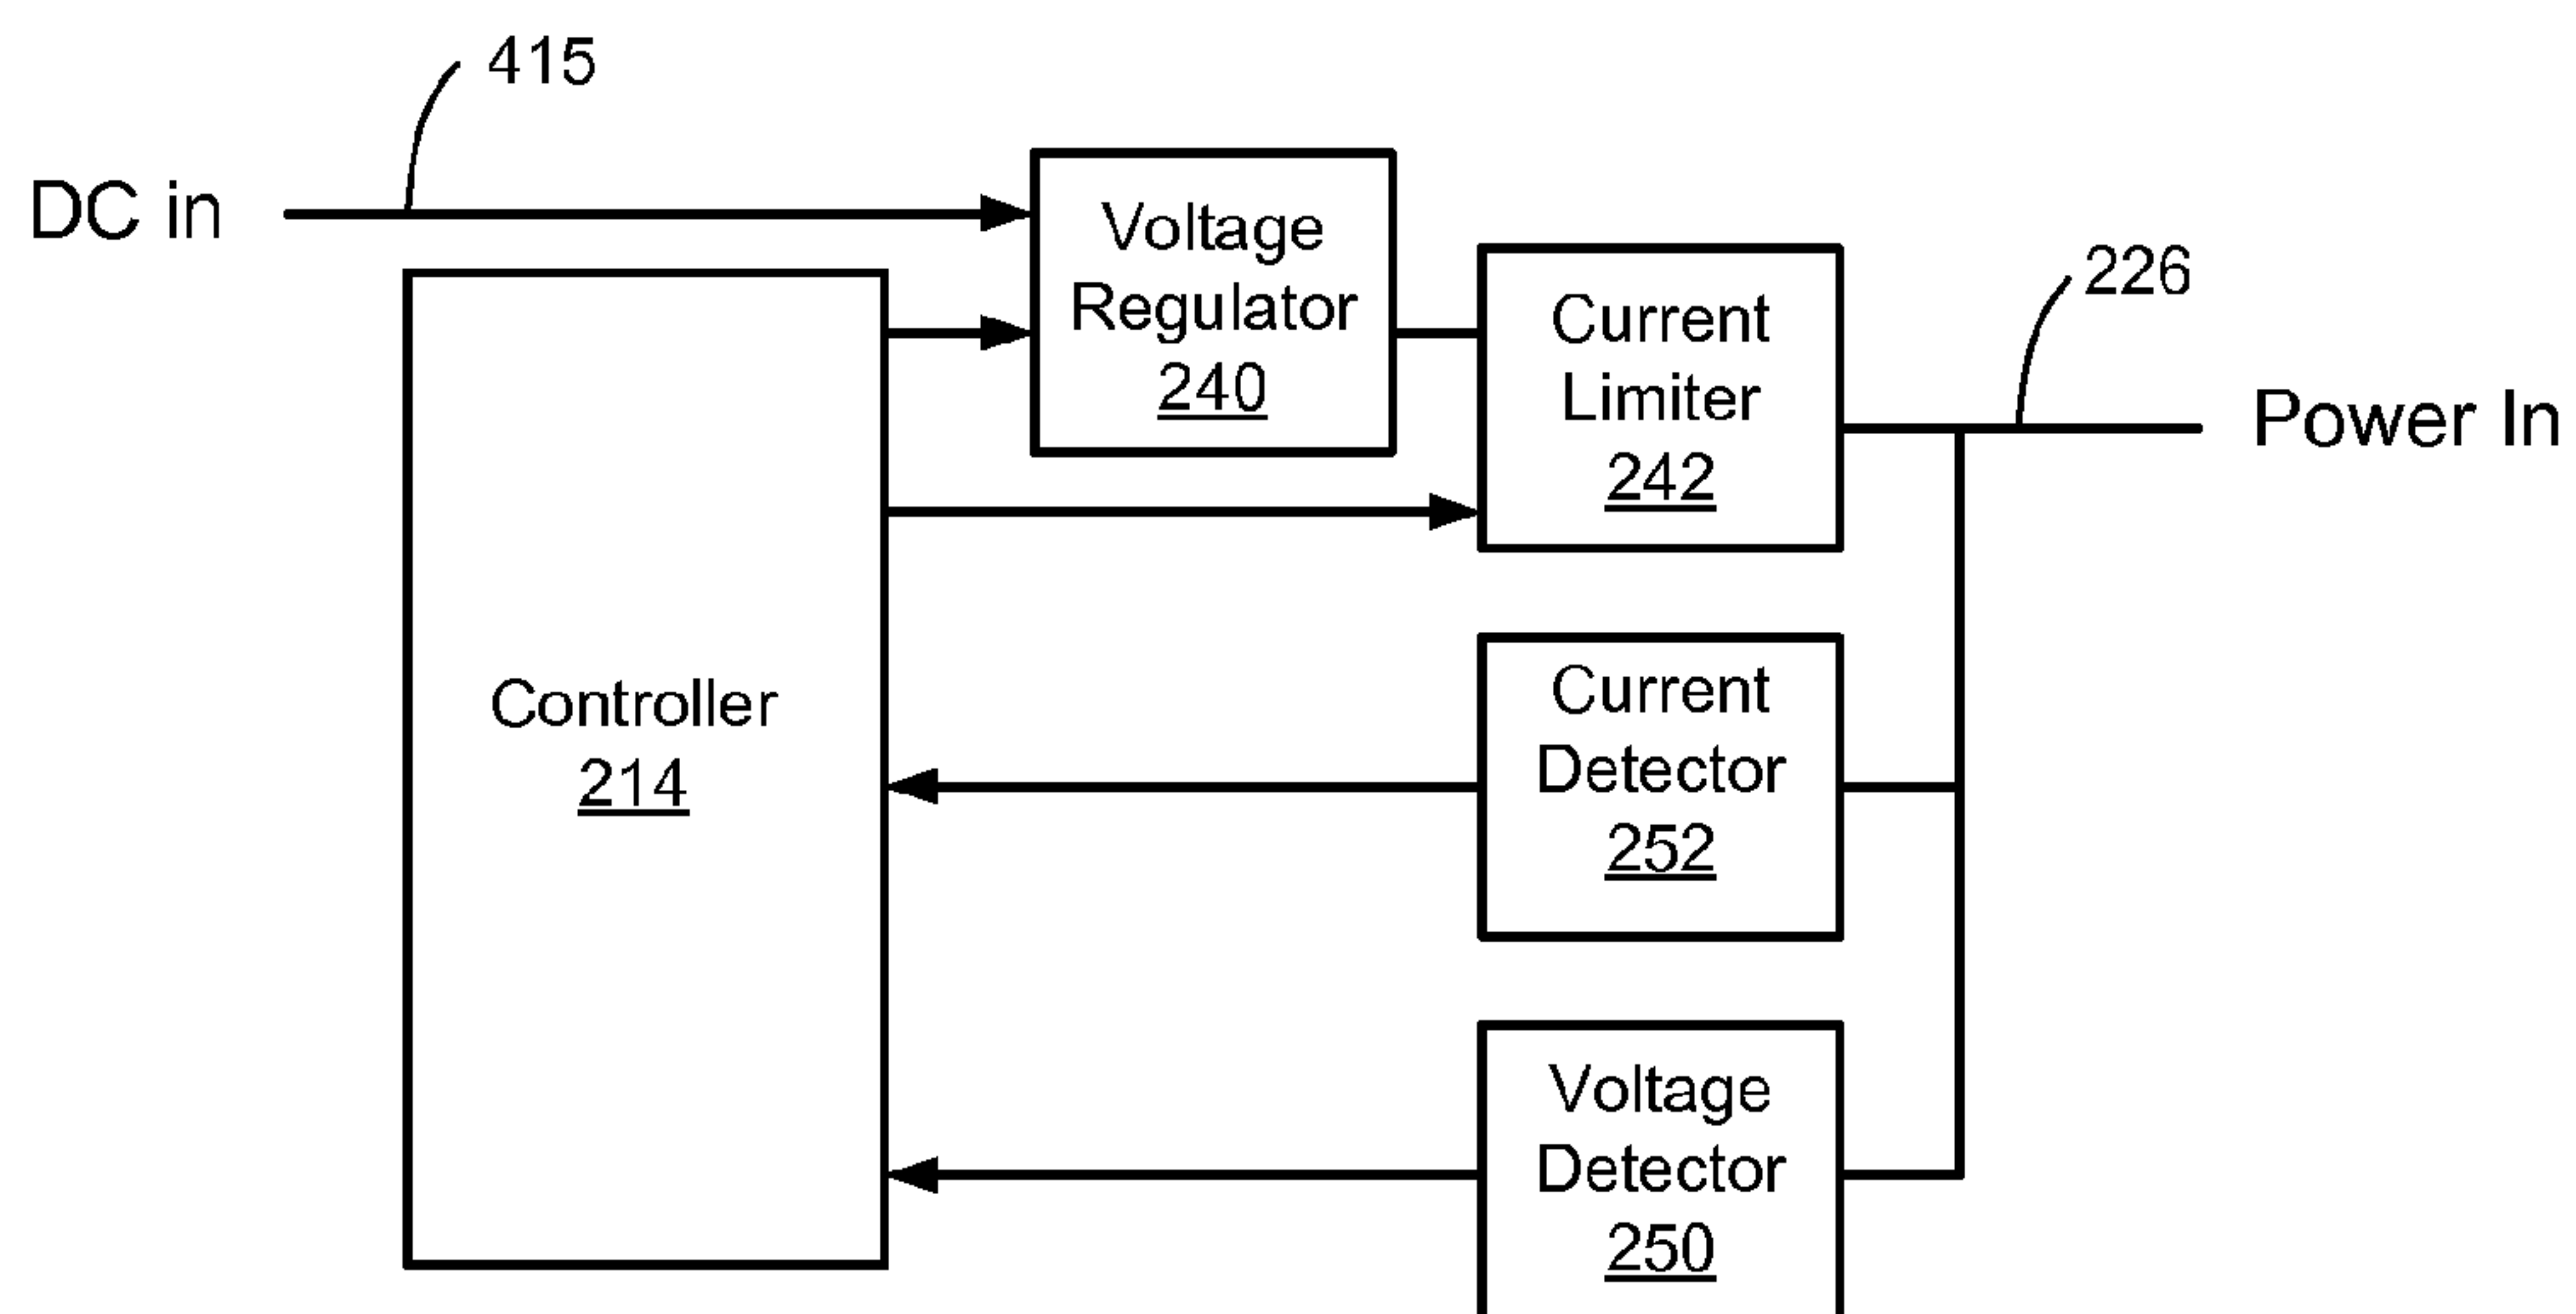 415
DC in
Voltage
Regulator
240
Current
Limiter
242
226
Power In
Controller
214
Current
Detector
252
Voltage
Detector
250